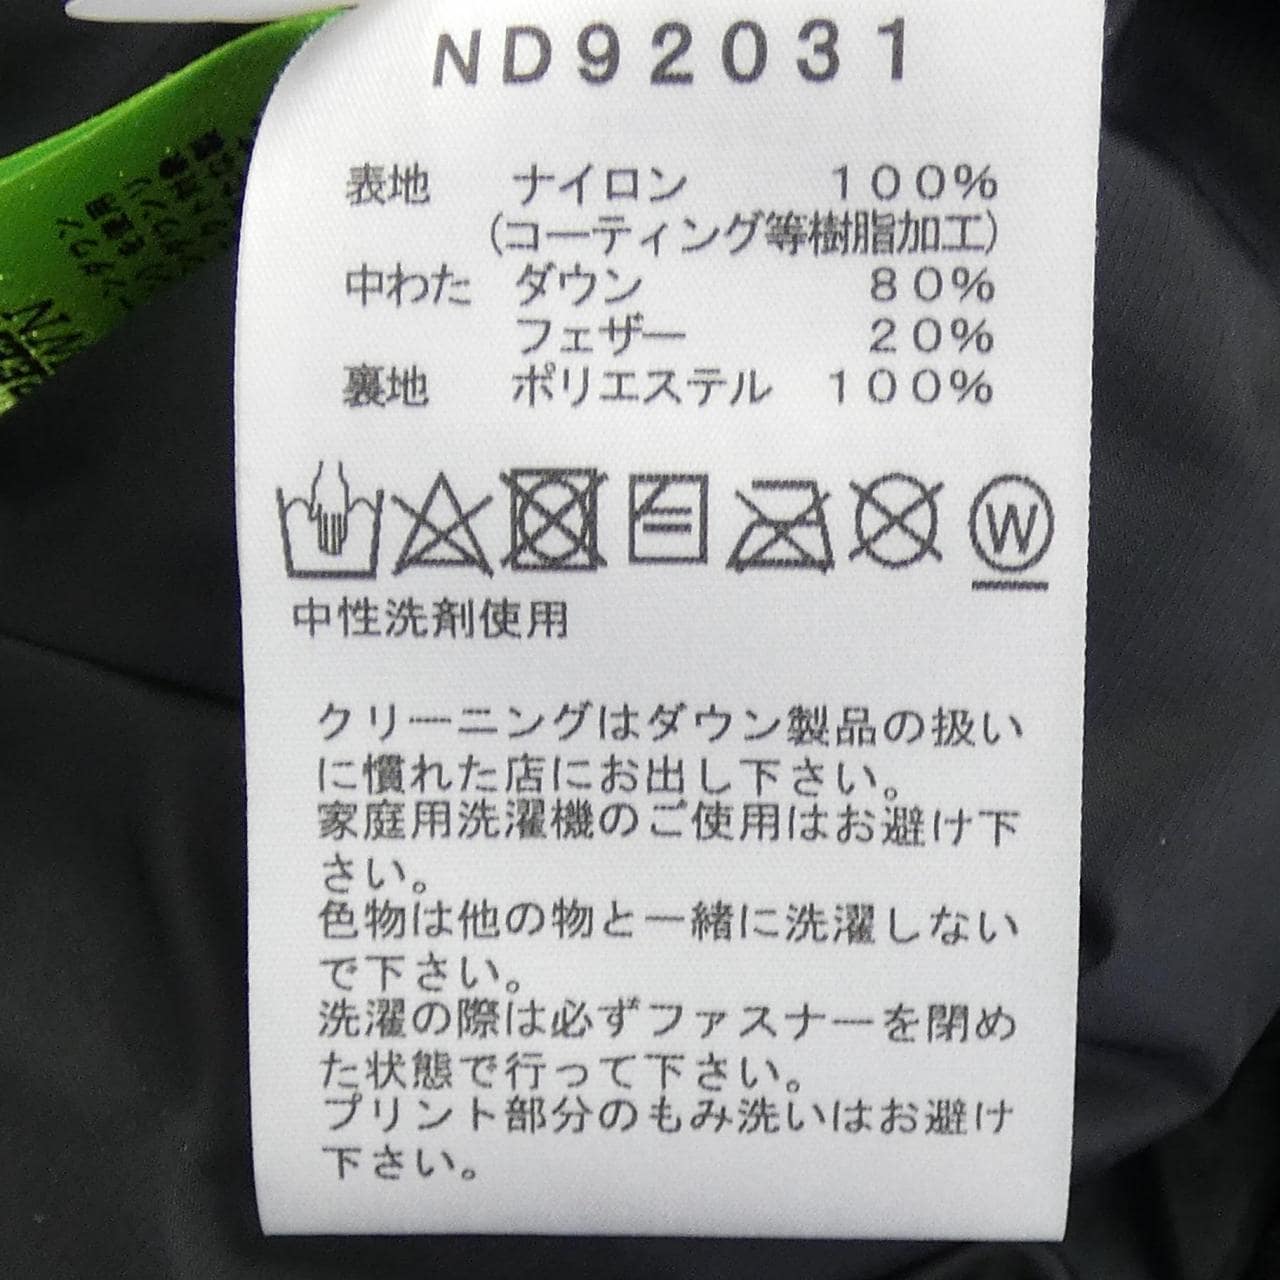 ND92031
表地 ナイロン 100%
(コーティング等樹脂加工)
中わた ダウン 80%
フェザー 20%
裏地 ポリエステル 100%
W
中性洗剤使用
クリーニングはダウン製品の扱い
に慣れた店にお出し下さい。
家庭用洗濯機のご使用はお避け下
さい。
色物は他の物と一緒に洗濯しない
で下さい。
洗濯の際は必ずファスナーを閉め
た状態で行って下さい。
プリント部分のもみ洗いはお避け
下さい。